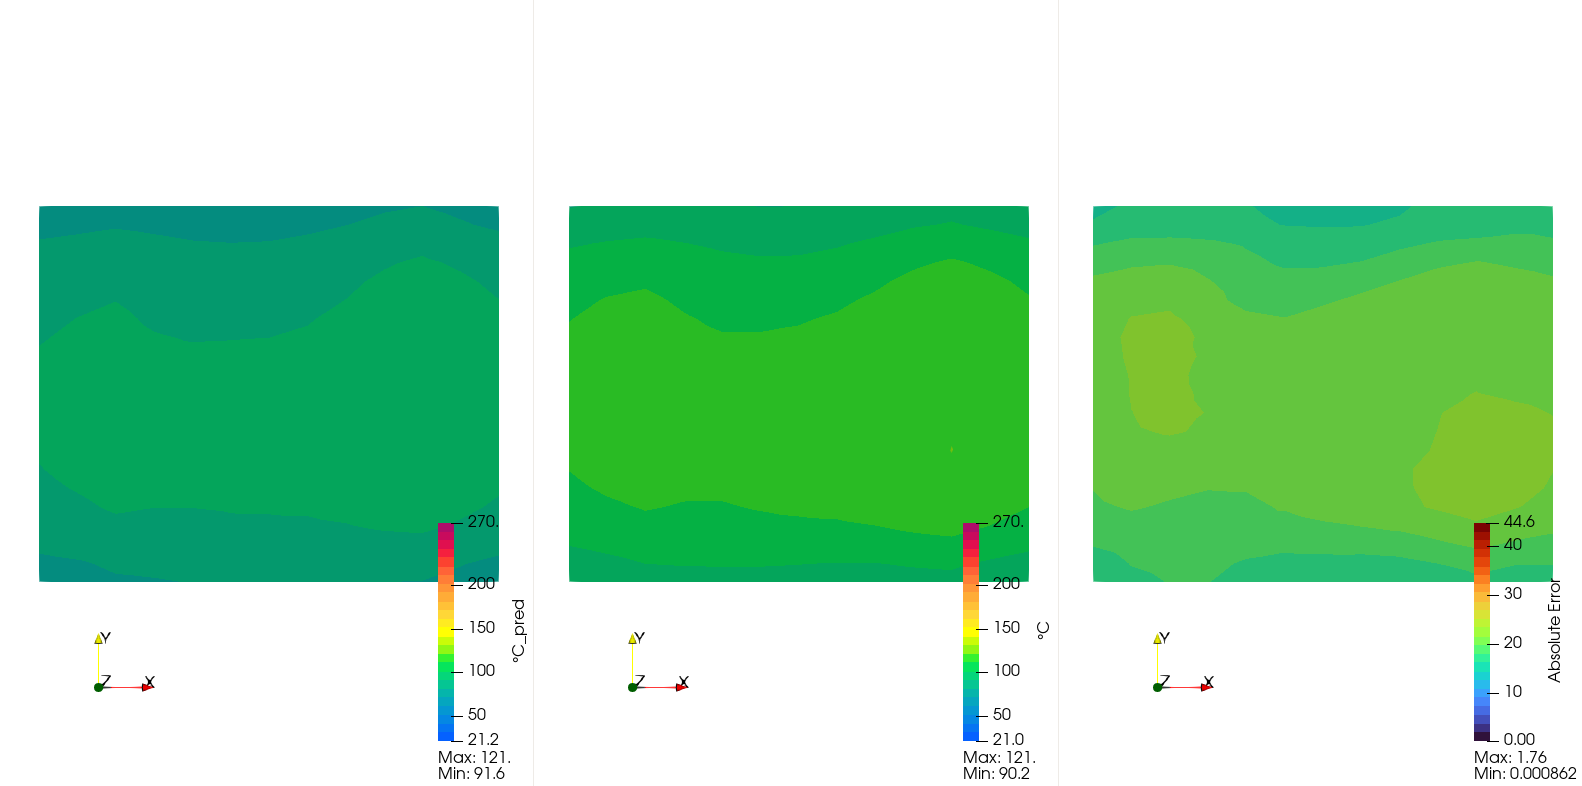 270.
200
150
100
50
21.2
°C_pred
Max: 121.
Min: 91.6
Y
Z
X
270.
200
150
100
50
21.0
°C
Max: 121.
Min: 90.2
Y
Z
X
44.6
40
30
20
10
0.00
Absolute Error
Max: 1.76
Min: 0.000862
Y
Z
X